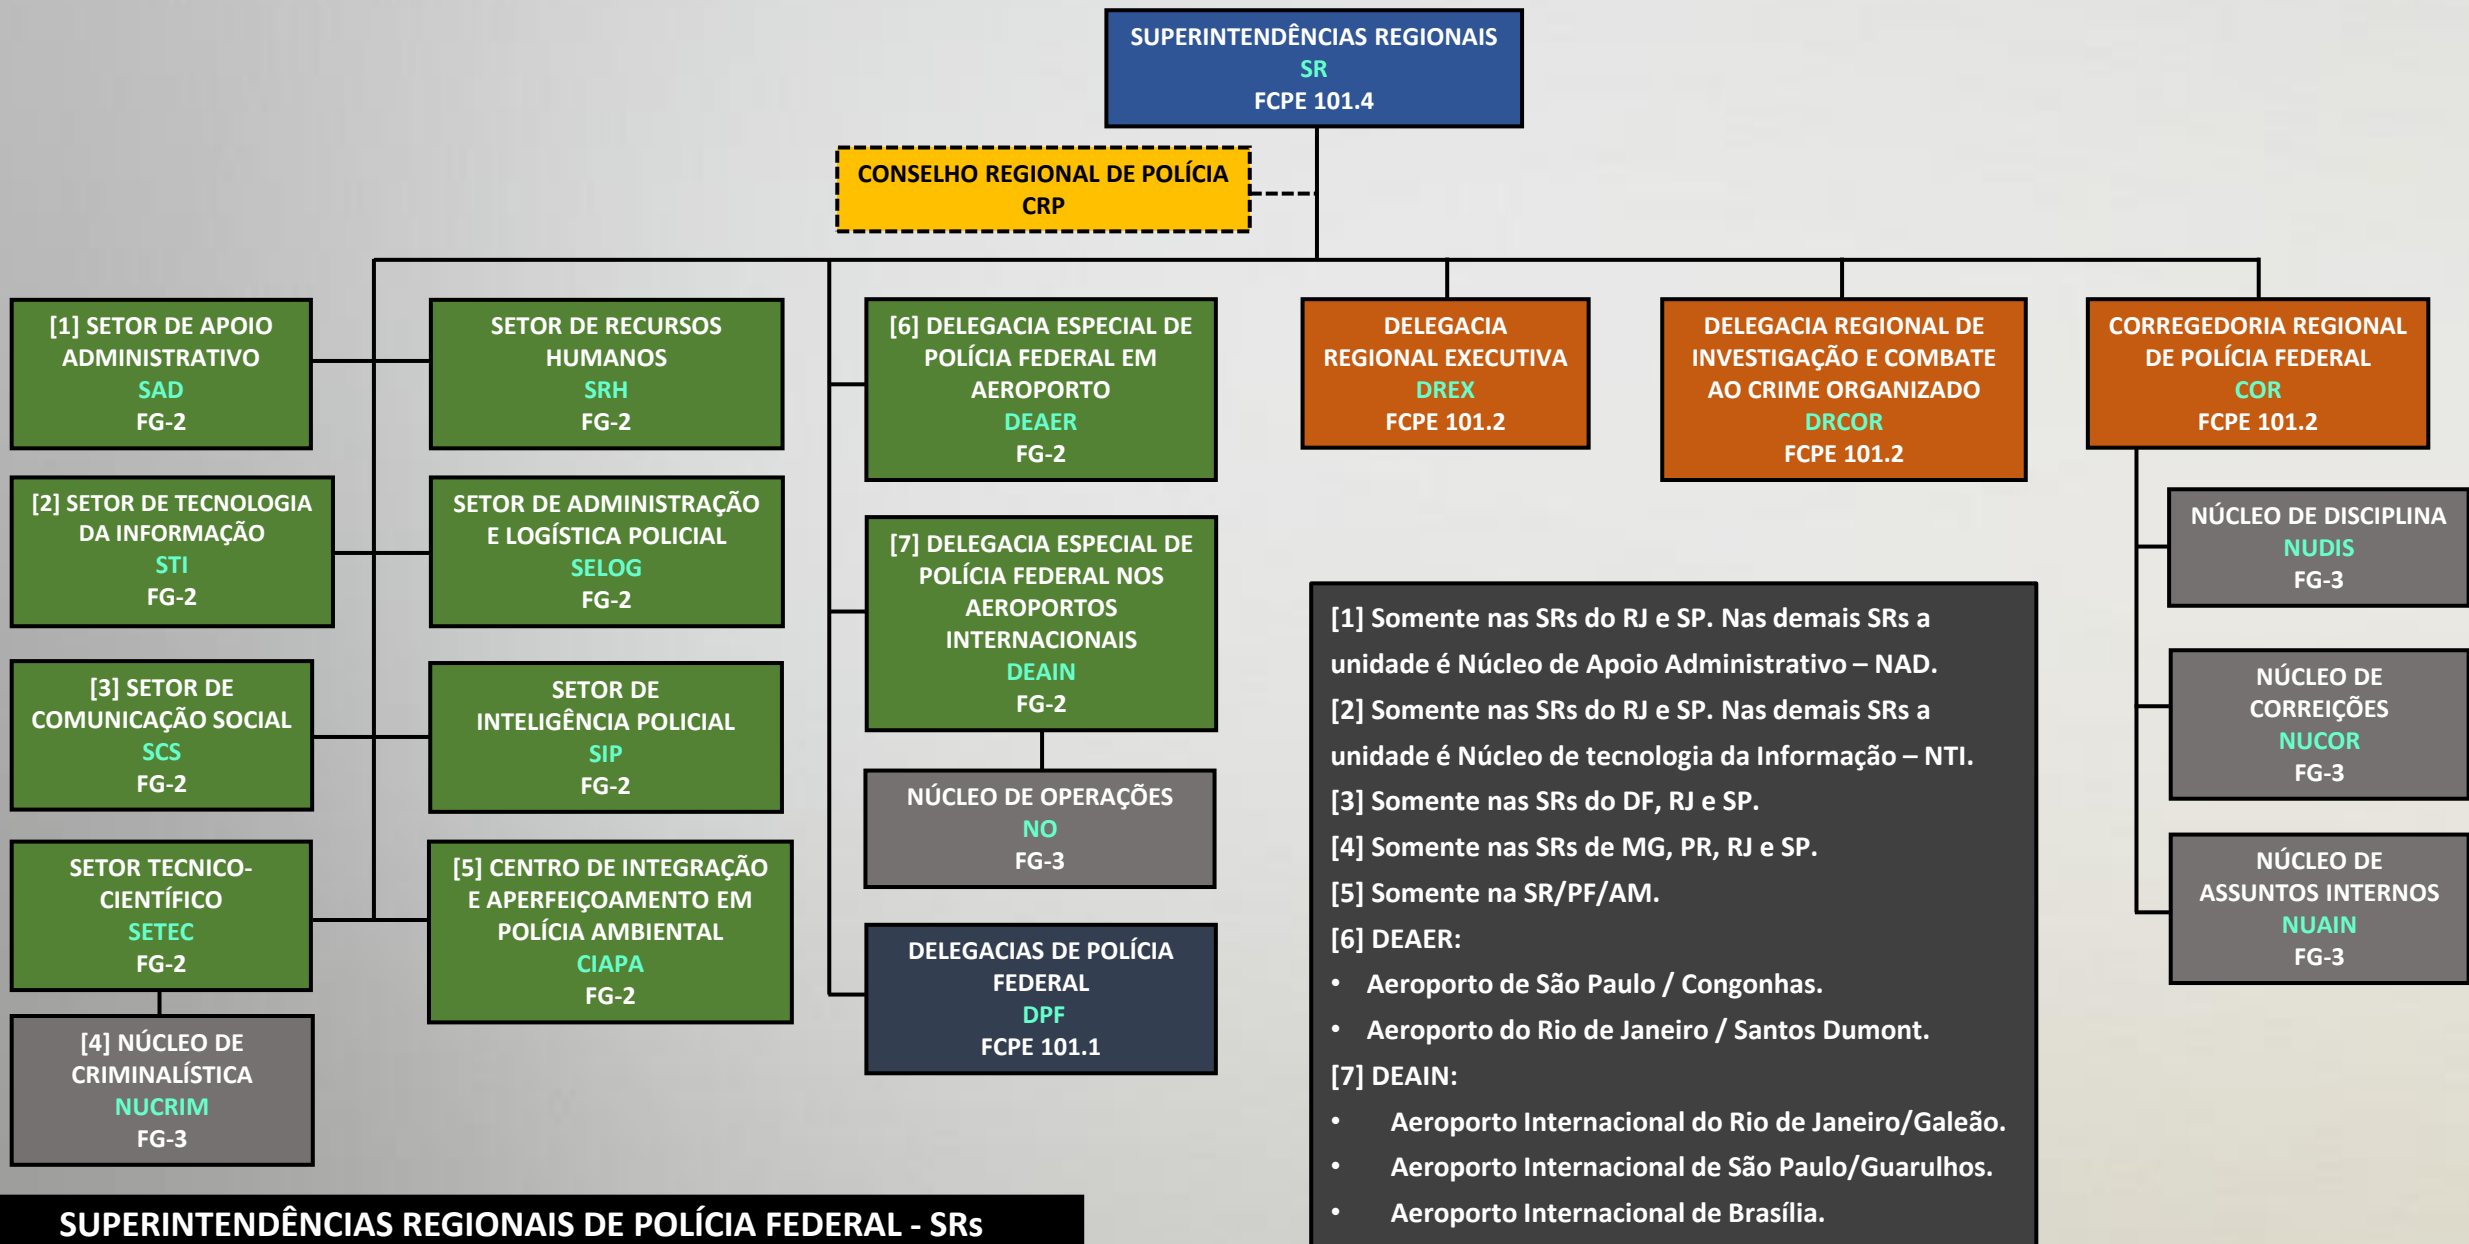 SUPERINTENDÊNCIAS REGIONAIS
SR
FCPE 101.4
CONSELHO REGIONAL DE POLÍCIA
CRP
[1] SETOR DE APOIO
ADMINISTRATIVO
SAD
FG-2
SETOR DE RECURSOS
HUMANOS
SRH
FG-2
[6] DELEGACIA ESPECIAL DE
POLÍCIA FEDERAL EM
AEROPORTO
DEAER
FG-2
DELEGACIA
REGIONAL EXECUTIVA
DREX
FCPE 101.2
DELEGACIA REGIONAL DE
INVESTIGAÇÃO E COMBATE
AO CRIME ORGANIZADO
DRCOR
FCPE 101.2
CORREGEDORIA REGIONAL
DE POLÍCIA FEDERAL
COR
FCPE 101.2
[2] SETOR DE TECNOLOGIA
DA INFORMAÇÃO
STI
FG-2
SETOR DE ADMINISTRAÇÃO
E LOGÍSTICA POLICIAL
SELOG
FG-2
[7] DELEGACIA ESPECIAL DE
POLÍCIA FEDERAL NOS
AEROPORTOS
INTERNACIONAIS
DEAIN
FG-2
NÚCLEO DE DISCIPLINA
NUDIS
FG-3
[3] SETOR DE
COMUNICAÇÃO SOCIAL
SCS
FG-2
SETOR DE
INTELIGÊNCIA POLICIAL
SIP
FG-2
NÚCLEO DE OPERAÇÕES
NO
FG-3
NÚCLEO DE
CORREIÇÕES
NUCOR
FG-3
SETOR TECNICO-
CIENTÍFICO
SETEC
FG-2
[5] CENTRO DE INTEGRAÇÃO
E APERFEIÇOAMENTO EM
POLÍCIA AMBIENTAL
CIAPA
FG-2
DELEGACIAS DE POLÍCIA
FEDERAL
DPF
FCPE 101.1
NÚCLEO DE
ASSUNTOS INTERNOS
NUAIN
FG-3
[4] NÚCLEO DE
CRIMINALÍSTICA
NUCRIM
FG-3
[1] Somente nas SRs do RJ e SP. Nas demais SRs a
unidade é Núcleo de Apoio Administrativo – NAD.
[2] Somente nas SRs do RJ e SP. Nas demais SRs a
unidade é Núcleo de tecnologia da Informação – NTI.
[3] Somente nas SRs do DF, RJ e SP.
[4] Somente nas SRs de MG, PR, RJ e SP.
[5] Somente na SR/PF/AM.
[6] DEAER:
• Aeroporto de São Paulo / Congonhas.
• Aeroporto do Rio de Janeiro / Santos Dumont.
[7] DEAIN:
• Aeroporto Internacional do Rio de Janeiro/Galeão.
• Aeroporto Internacional de São Paulo/Guarulhos.
• Aeroporto Internacional de Brasília.
SUPERINTENDÊNCIAS REGIONAIS DE POLÍCIA FEDERAL - SRs